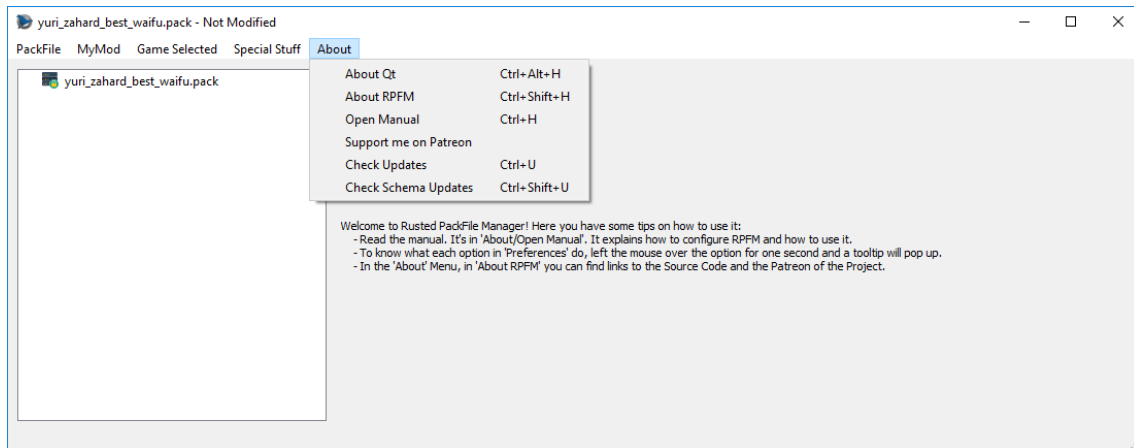 yuri_zahard_best_waifu.pack - Not Modified
PackFile MyMod Game Selected Special Stuff About
yuri_zahard_best_waifu.pack
About Qt Ctrl+Alt+H
About RPFM Ctrl+Shift+H
Open Manual Ctrl+H
Support me on Patreon
Check Updates Ctrl+U
Check Schema Updates Ctrl+Shift+U
Welcome to Rusted PackFile Manager! Here you have some tips on how to use it:
- Read the manual. It's in 'About/Open Manual'. It explains how to configure RPFM and how to use it.
- To know what each option in 'Preferences' do, left the mouse over the option for one second and a tooltip will pop up.
- In the 'About' Menu, in 'About RPFM' you can find links to the Source Code and the Patreon of the Project.